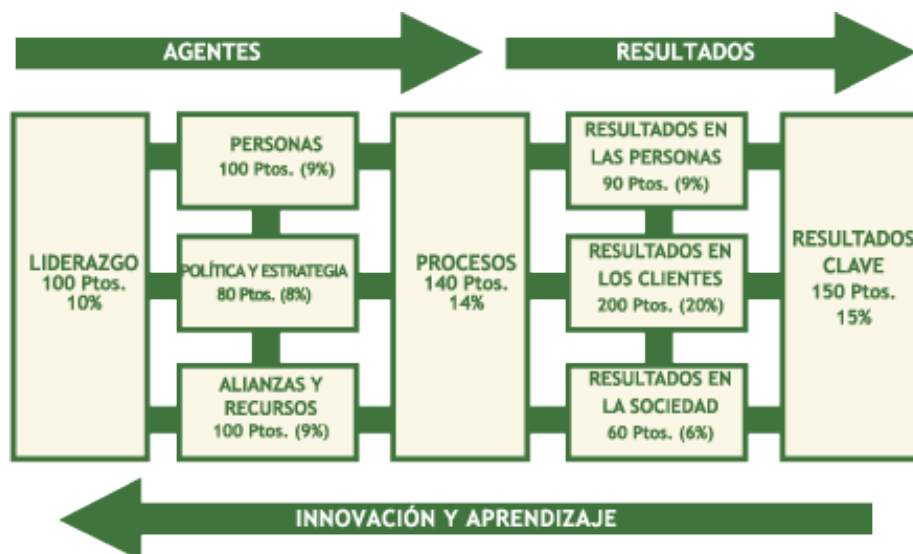 AGENTES
RESULTADOS
LIDERAZGO
100 Ptos.
10%
PERSONAS
100 Ptos. (9%)
POLÍTICA Y ESTRATEGIA
80 Ptos. (8%)
ALIANZAS Y
RECURSOS
100 Ptos. (9%)
PROCESOS
140 Ptos.
14%
RESULTADOS EN
LAS PERSONAS
90 Ptos. (9%)
RESULTADOS EN
LOS CLIENTES
200 Ptos. (20%)
RESULTADOS EN
LA SOCIEDAD
60 Ptos. (6%)
RESULTADOS
CLAVE
150 Ptos.
15%
INNOVACIÓN Y APRENDIZAJE